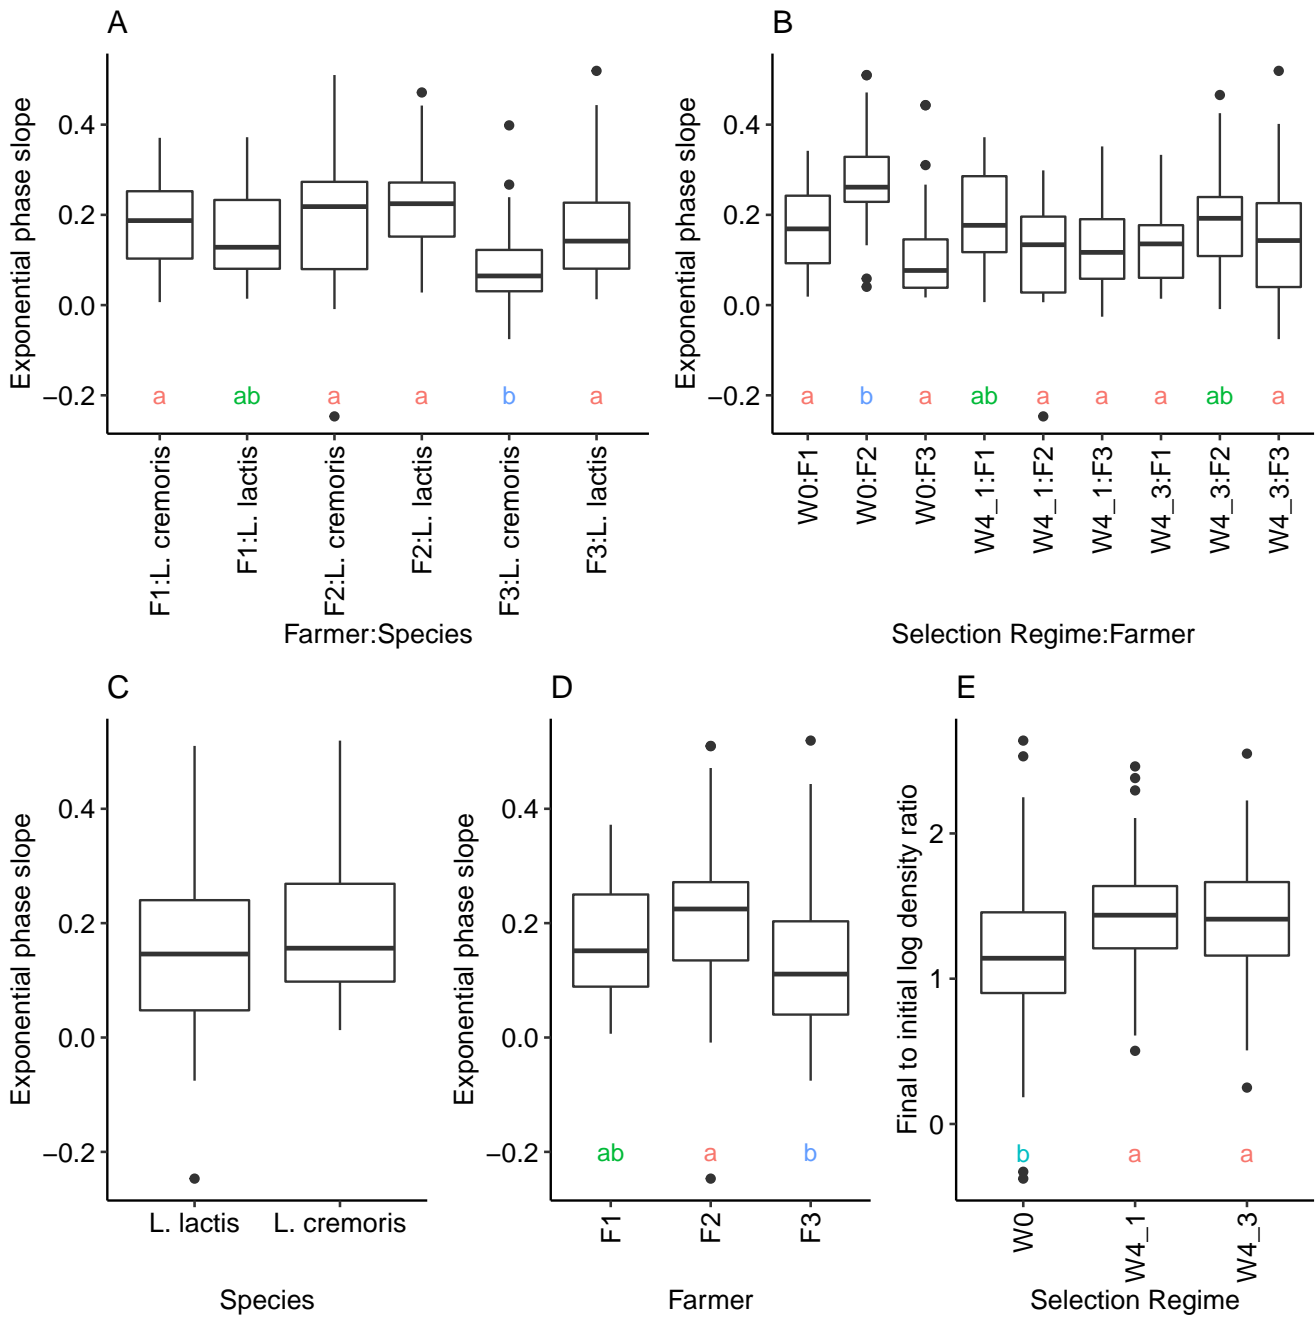 A
Exponential phase slope
0.4
0.2
0.0
−0.2
a ab a a b a
F1:L. cremoris
F1:L. lactis
F2:L. cremoris
F2:L. lactis
F3:L. cremoris
F3:L. lactis
Farmer:Species
B
Exponential phase slope
0.4
0.2
0.0
−0.2
a b a ab a a a ab a
W0:F1
W0:F2
W0:F3
W4_1:F1
W4_1:F2
W4_1:F3
W4_3:F1
W4_3:F2
W4_3:F3
Selection Regime:Farmer
C
Exponential phase slope
0.4
0.2
0.0
−0.2
L. lactis L. cremoris
Species
D
Exponential phase slope
0.4
0.2
0.0
−0.2
ab a b
F1
F2
F3
Farmer
E
Final to initial log density ratio
2
1
0
b a a
W0
W4_1
W4_3
Selection Regime